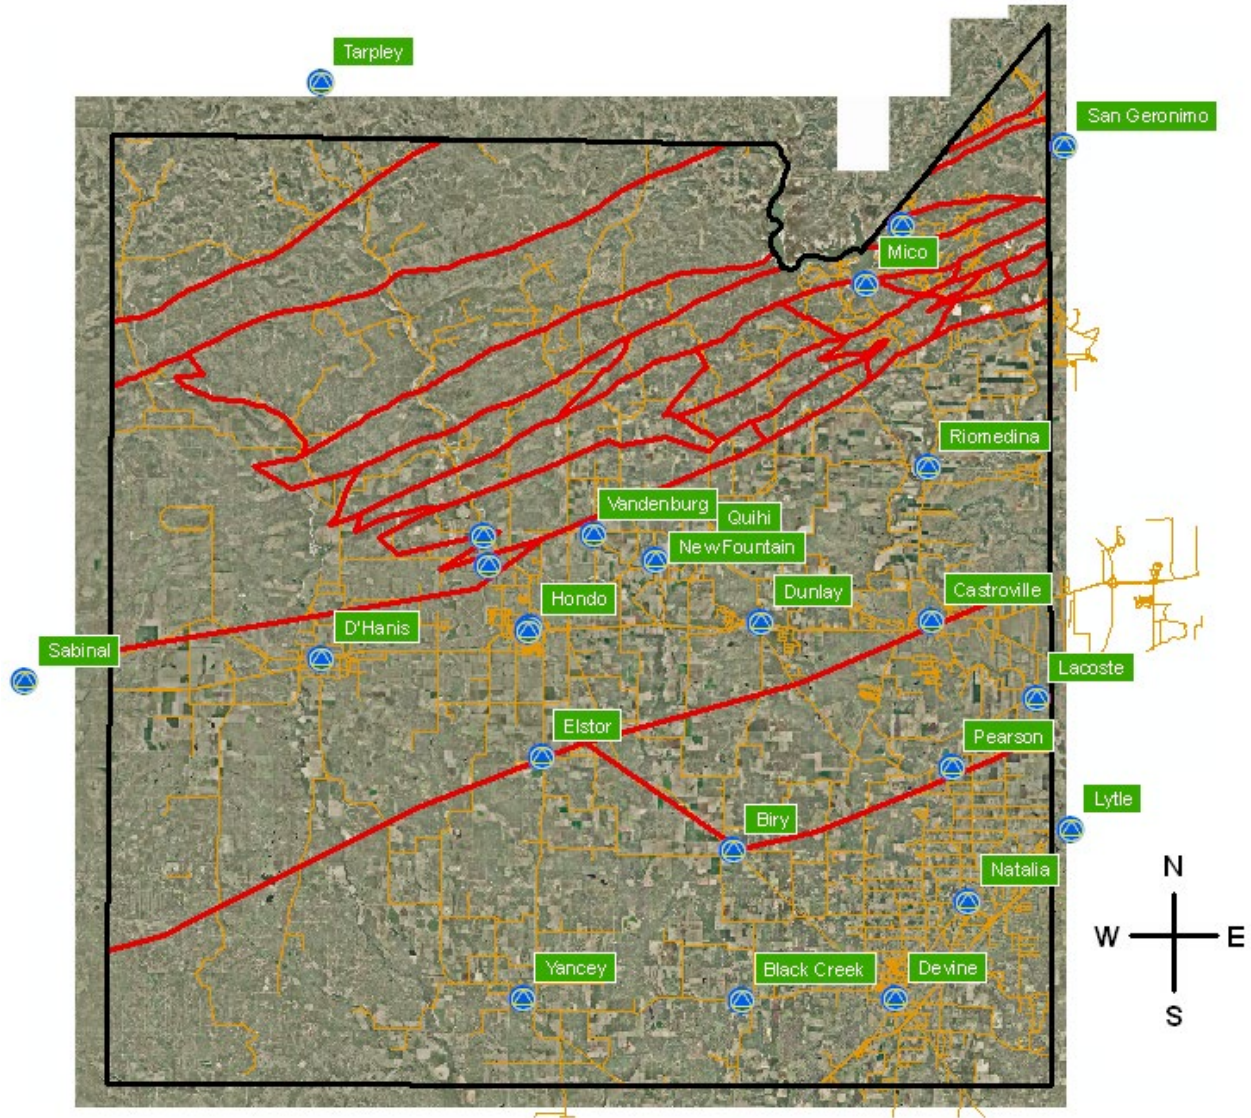 Tarpley
San Geronimo
Mico
Riomedina
Vandenburg
Quihi
New Fountain
Hondo
Dunlay
Castroville
D'Hanis
Sabinal
Lacoste
Elstor
Pearson
Biry
Lytle
Natalia
N
W
E
S
Yancey
Black Creek
Devine